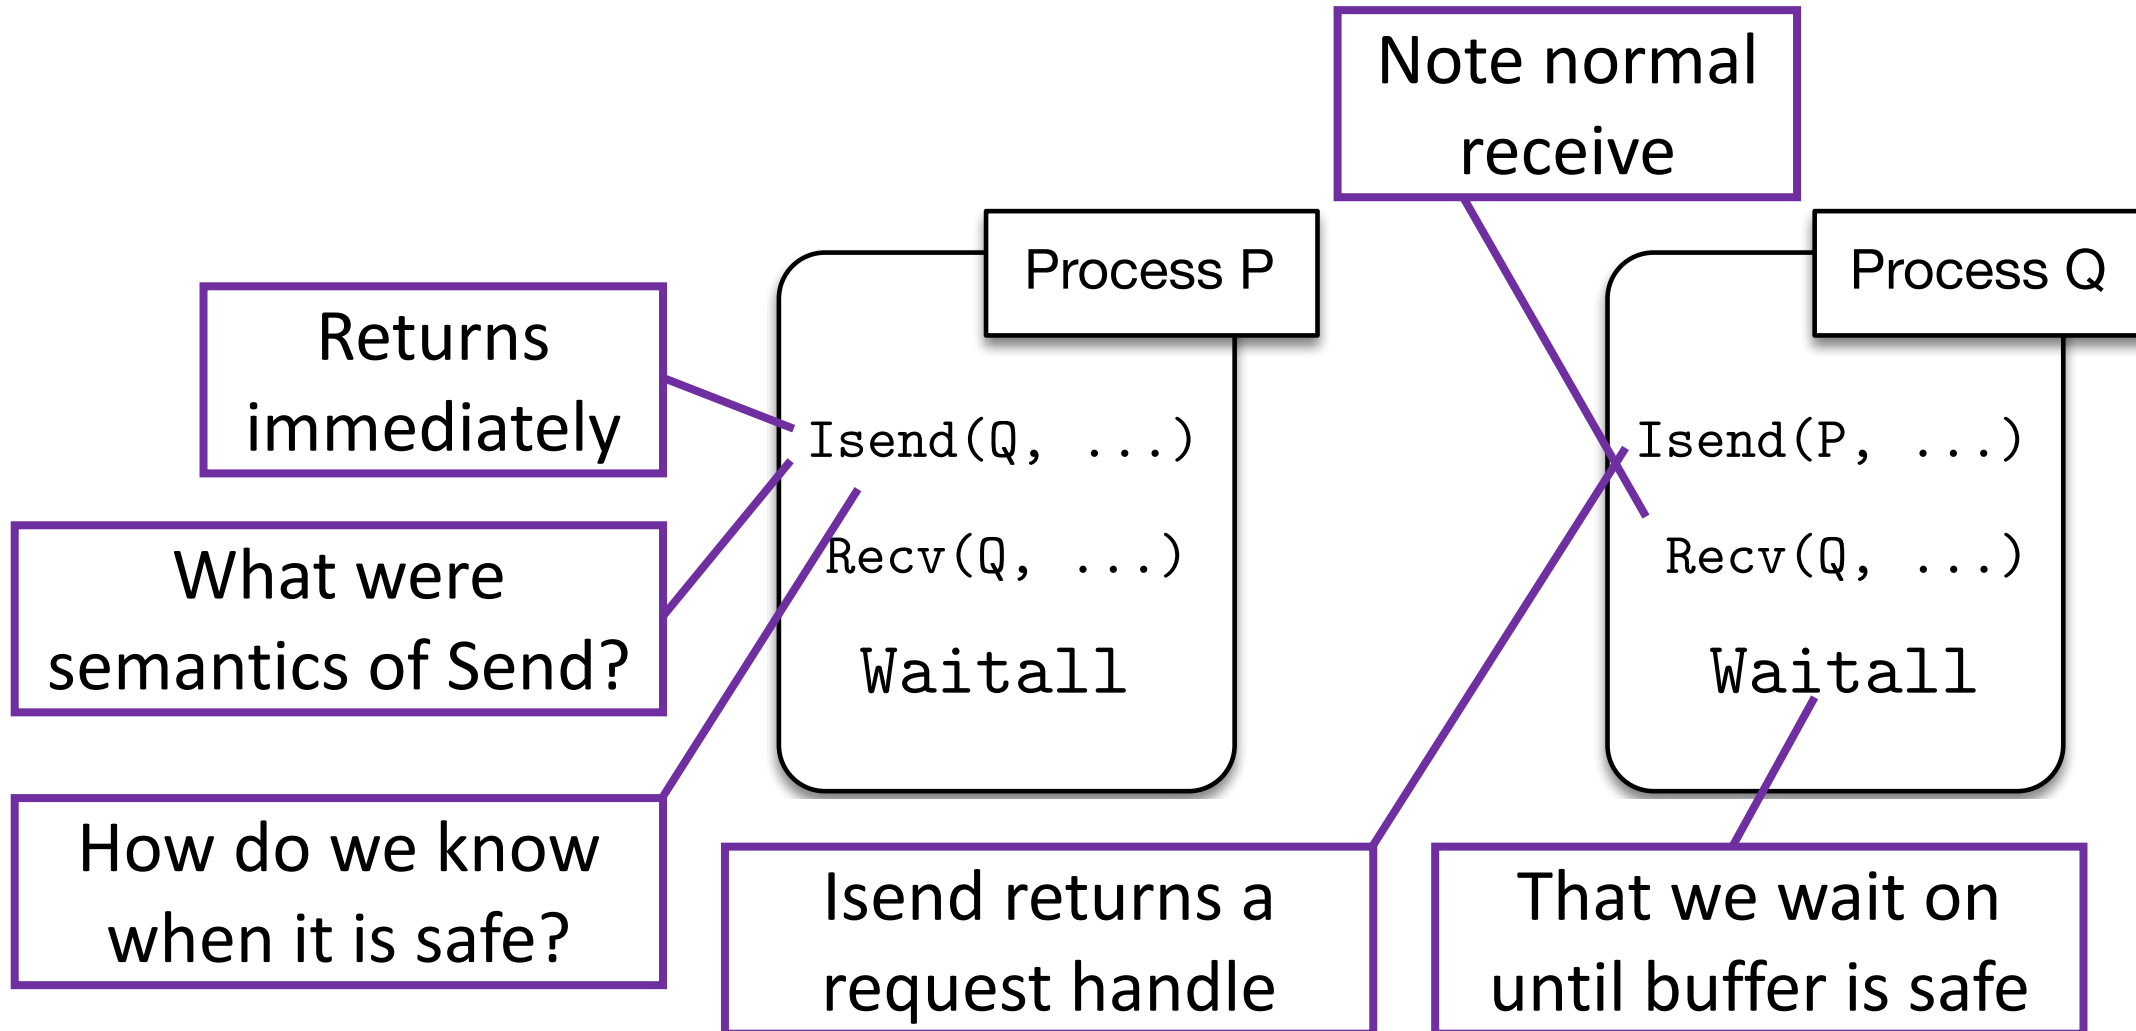 Note normal
receive
Process P
Process Q
Returns
immediately
Isend(Q, ...)
Isend(P, ...)
What were
semantics of Send?
Recv(Q, ...)
Recv(Q, ...)
Waitall
Waitall
How do we know
when it is safe?
Isend returns a
request handle
That we wait on
until buffer is safe